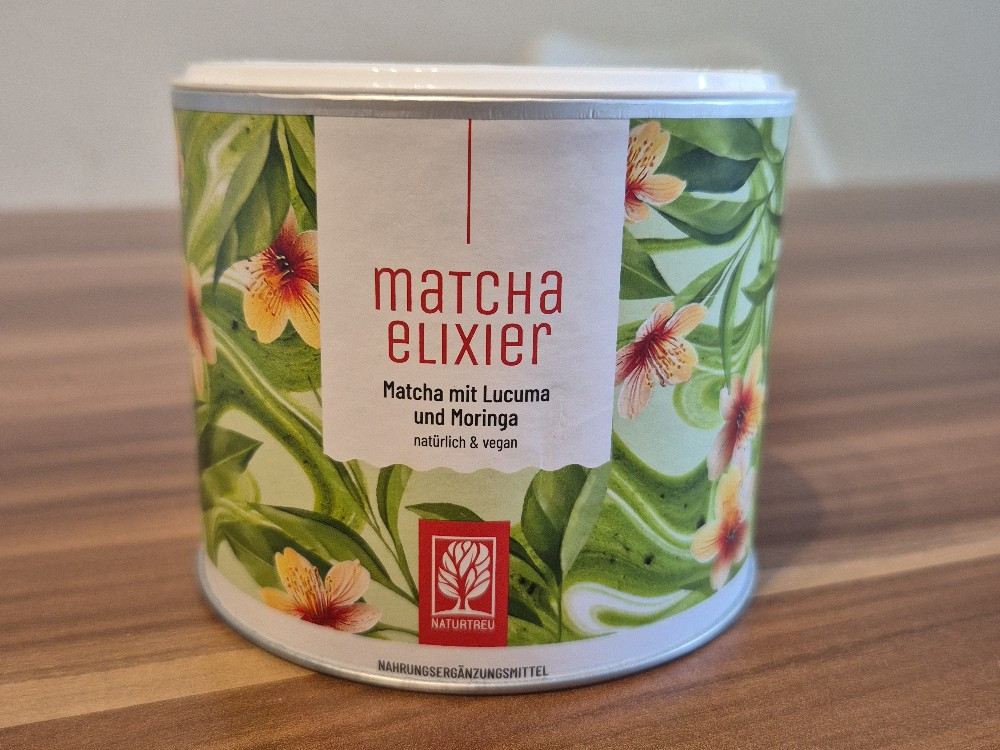 matcha
elixier
Matcha mit Lucuma
und Moringa
natürlich & vegan
NATURTREU
NAHRUNGSERGÄNZUNGSMITTEL